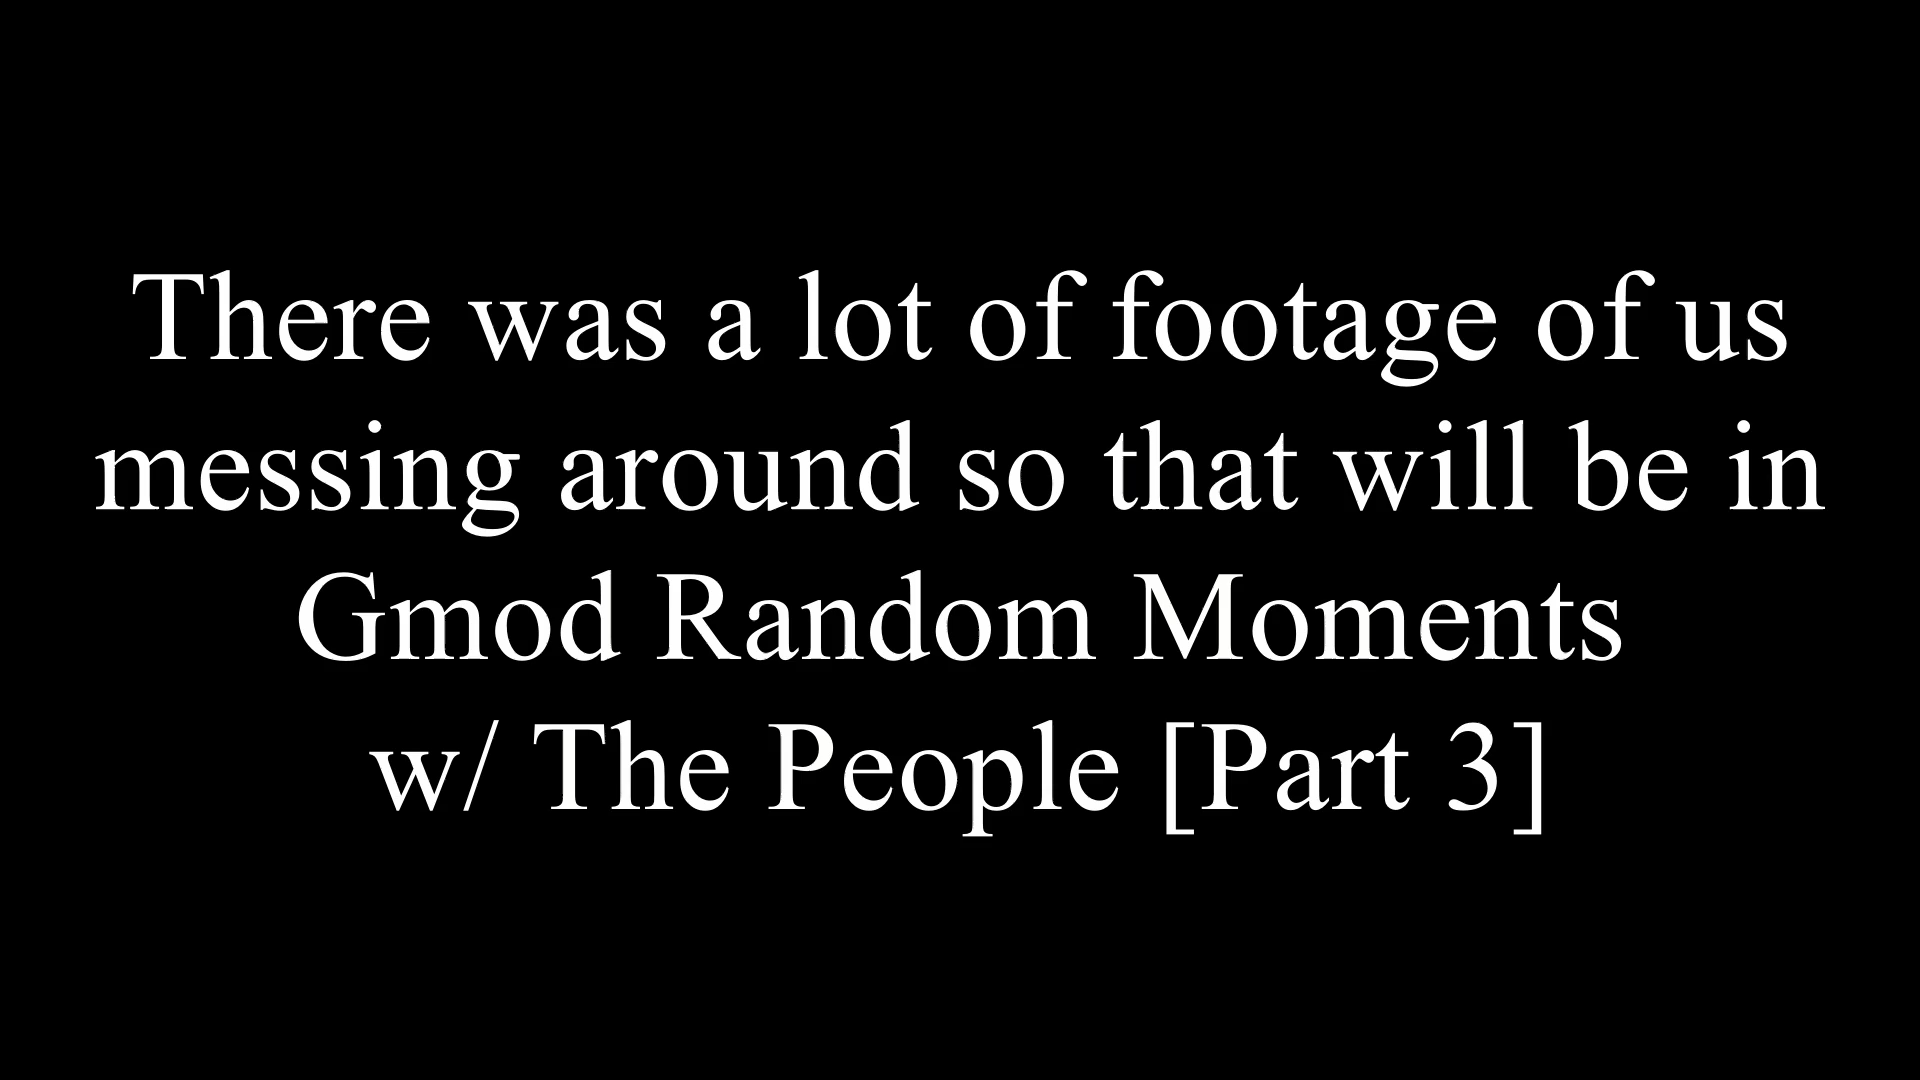 There was a lot of footage of us
messing around so that will be in
Gmod Random Moments
w/ The People [Part 3]